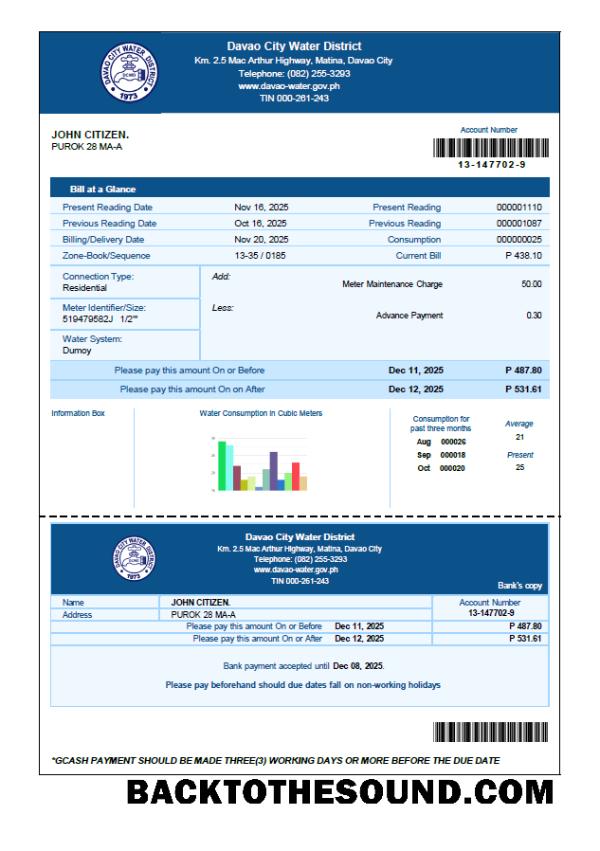 Davao City Water District
Km. 2.5 Mac Arthur Highway, Matina, Davao City
Telephone: (082) 255-3293
www.davao-water.gov.ph
TIN 000-261-243
DAVAO CITY WATER DISTRICT
DCWD
1973
JOHN CITIZEN.
PUROK 28 MA-A
Account Number
13-147702-9
Bill at a Glance
Present Reading Date Nov 16, 2025 Present Reading 000001110
Previous Reading Date Oct 16, 2025 Previous Reading 000001087
Billing/Delivery Date Nov 20, 2025 Consumption 000000025
Zone-Book/Sequence 13-35 / 0185 Current Bill P 438.10
Connection Type:
Residential
Add:
Meter Maintenance Charge 50.00
Meter Identifier/Size:
519479582J 1/2""
Less:
Advance Payment 0.30
Water System:
Dumoy
Please pay this amount On or Before Dec 11, 2025 P 487.80
Please pay this amount On on After Dec 12, 2025 P 531.61
Information Box
Water Consumption in Cubic Meters
Consumption for
past three months
Aug 000026
Sep 000018
Oct 000020
Average
21
Present
25
Davao City Water District
Km. 2.5 Mac Arthur Highway, Matina, Davao City
Telephone: (082) 255-3293
www.davao-water.gov.ph
TIN 000-261-243
DAVAO CITY WATER DISTRICT
1973
Bank's copy
Name JOHN CITIZEN.
Address PUROK 28 MA-A
Account Number
13-147702-9
Please pay this amount On or Before Dec 11, 2025 P 487.80
Please pay this amount On or After Dec 12, 2025 P 531.61
Bank payment accepted until Dec 08, 2025.
Please pay beforehand should due dates fall on non-working holidays
*GCASH PAYMENT SHOULD BE MADE THREE(3) WORKING DAYS OR MORE BEFORE THE DUE DATE
BACKTOTHESOUND.COM